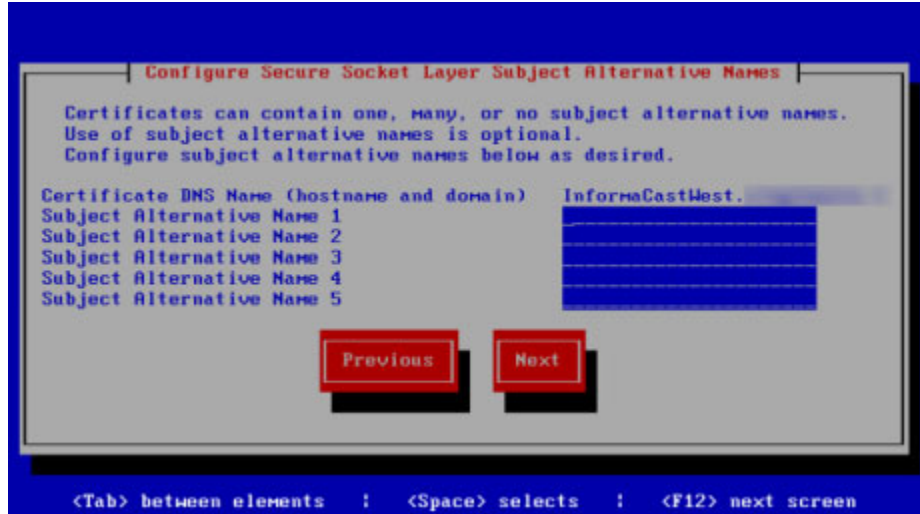 Configure Secure Socket Layer Subject Alternative Names
Certificates can contain one, many, or no subject alternative names.
Use of subject alternative names is optional.
Configure subject alternative names below as desired.
Certificate DNS Name (hostname and domain) InformaCastWest.
Subject Alternative Name 1
Subject Alternative Name 2
Subject Alternative Name 3
Subject Alternative Name 4
Subject Alternative Name 5
Previous Next
<Tab> between elements | <Space> selects | <F12> next screen